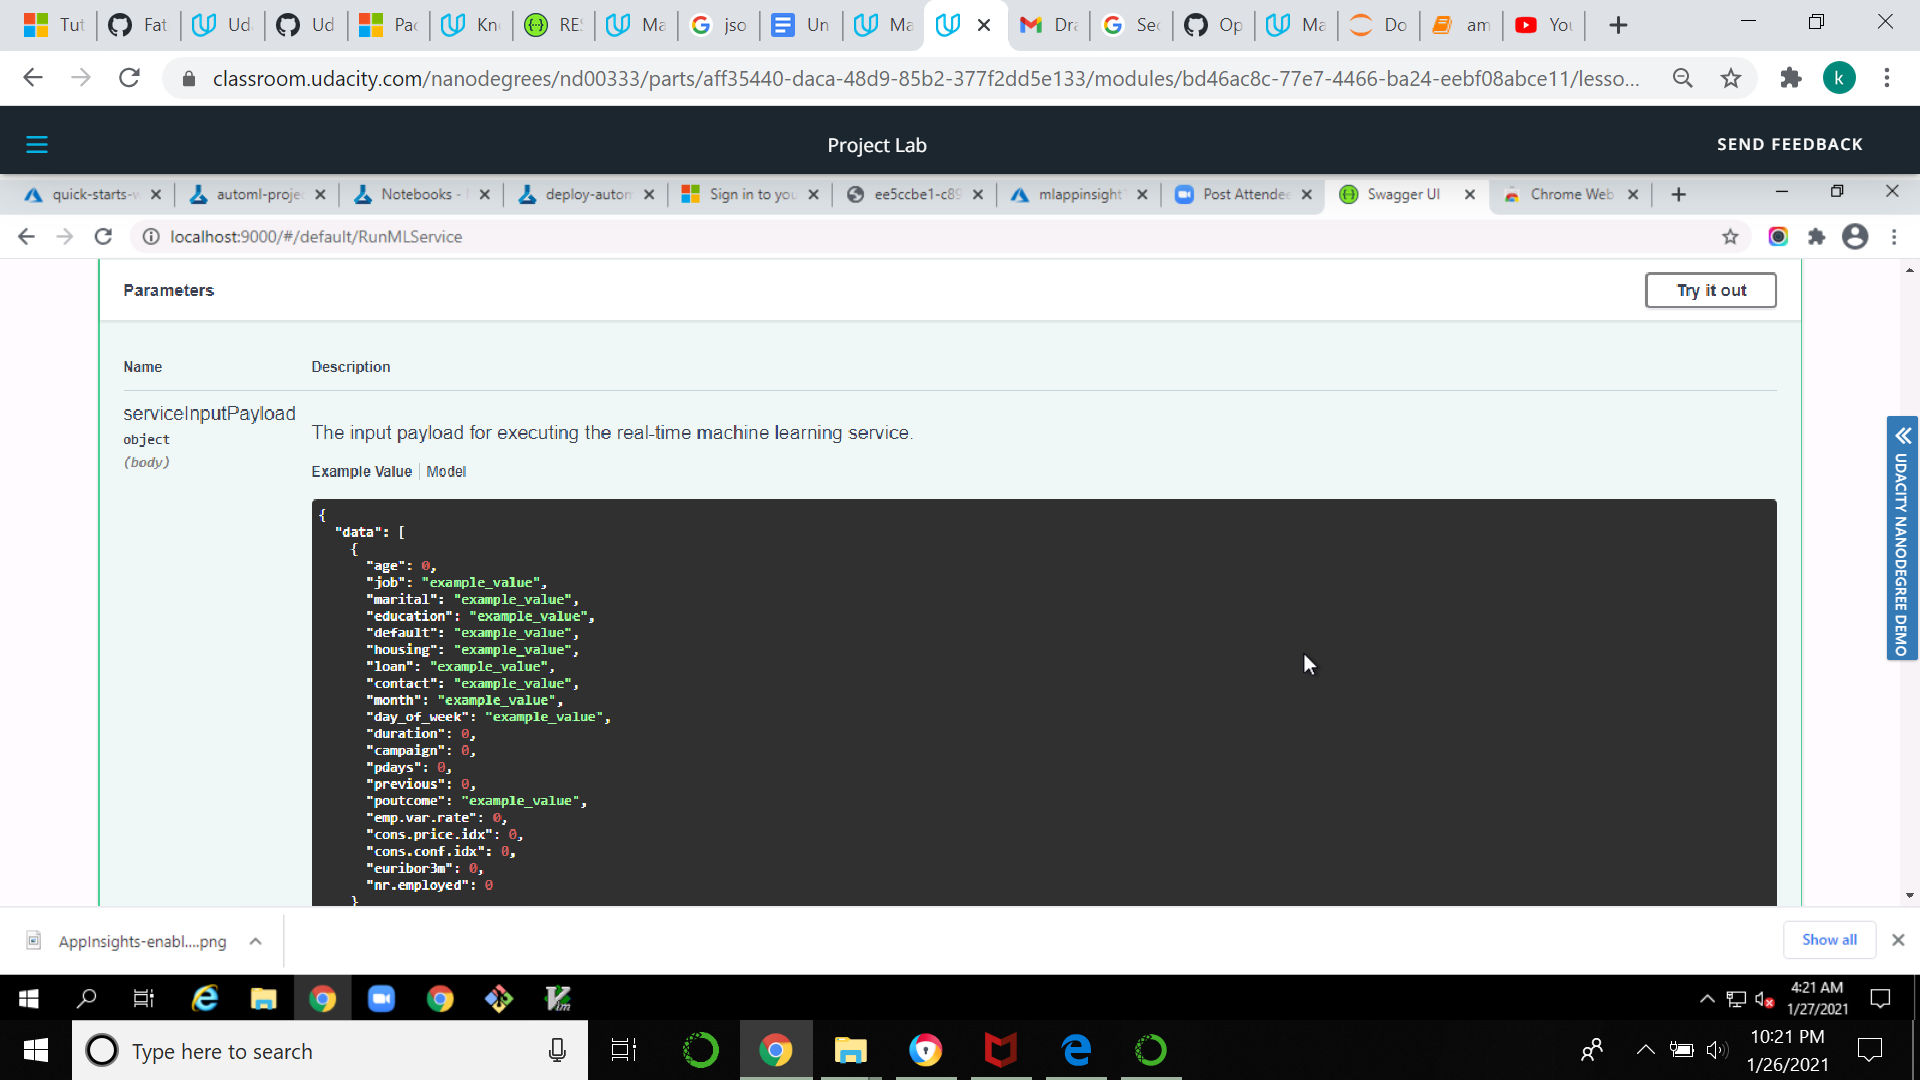 Tut
Fat
Ud
Ud
Pac
Kn
RES
Ma
jso
Un
Ma
Dra
Sec
Op
Ma
Do
am
You
classroom.udacity.com/nanodegrees/nd00333/parts/aff35440-daca-48d9-85b2-377f2dd5e133/modules/bd46ac8c-77e7-4466-ba24-eebf08abce11/lesso...
k
Project Lab
SEND FEEDBACK
quick-starts-w
automl-projec
Notebooks -
deploy-autom
Sign in to you
ee5ccbe1-c89
mlappinsight
Post Attendee
Swagger UI
Chrome Web
localhost:9000/#/default/RunMLService
Parameters
Try it out
Name
Description
serviceInputPayload
object
(body)
The input payload for executing the real-time machine learning service.
Example Value
Model
{
"data": [
{
"age": 0,
"job": "example_value",
"marital": "example_value",
"education": "example_value",
"default": "example_value",
"housing": "example_value",
"loan": "example_value",
"contact": "example_value",
"month": "example_value",
"day_of_week": "example_value",
"duration": 0,
"campaign": 0,
"pdays": 0,
"previous": 0,
"poutcome": "example_value",
"emp.var.rate": 0,
"cons.price.idx": 0,
"cons.conf.idx": 0,
"euribor3m": 0,
"nr.employed": 0
}
UDACITY NANODEGREE DEMO
AppInsights-enabl....png
Show all
4:21 AM
1/27/2021
Type here to search
10:21 PM
1/26/2021